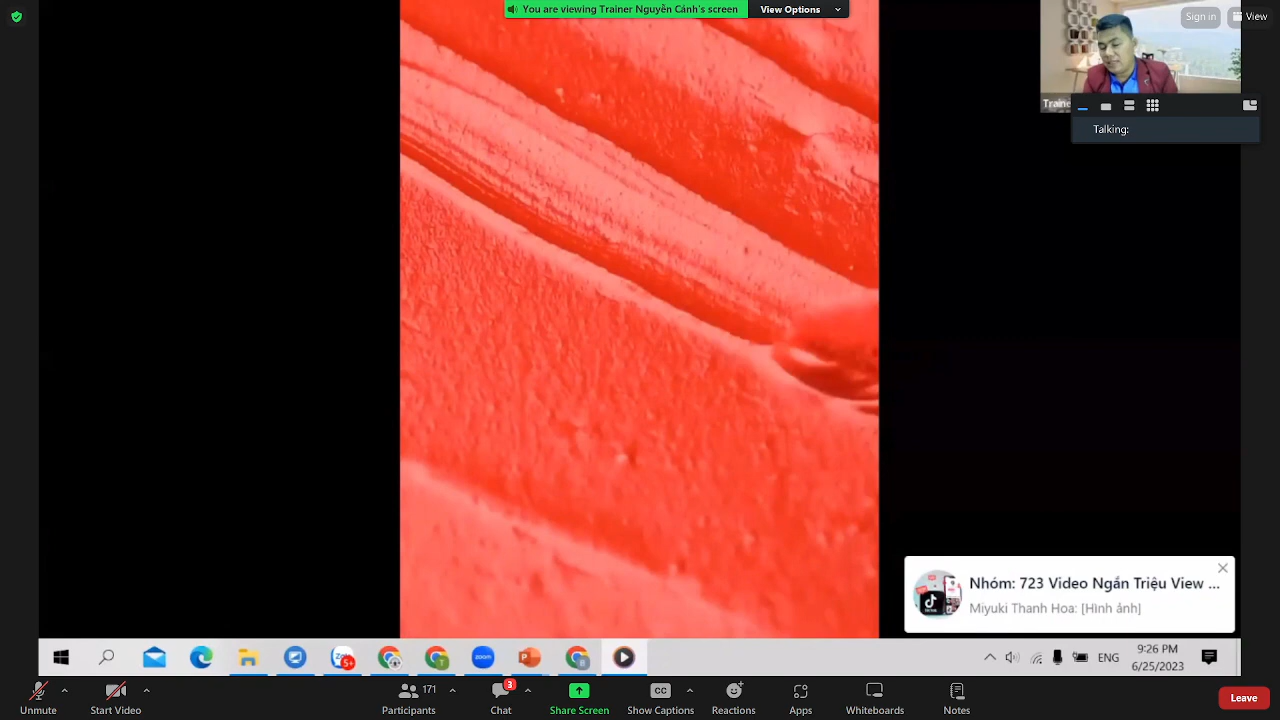 You are viewing Trainer Nguyễn Cảnh's screen
View Options
Sign in
View
Talking:
Nhóm: 723 Video Ngắn Triệu View ...
Miyuki Thanh Hoa: [Hình ảnh]
5+
zoom
ENG
9:26 PM
6/25/2023
Unmute
Start Video
171
Participants
3
Chat
Share Screen
CC
Show Captions
Reactions
Apps
Whiteboards
Notes
Leave